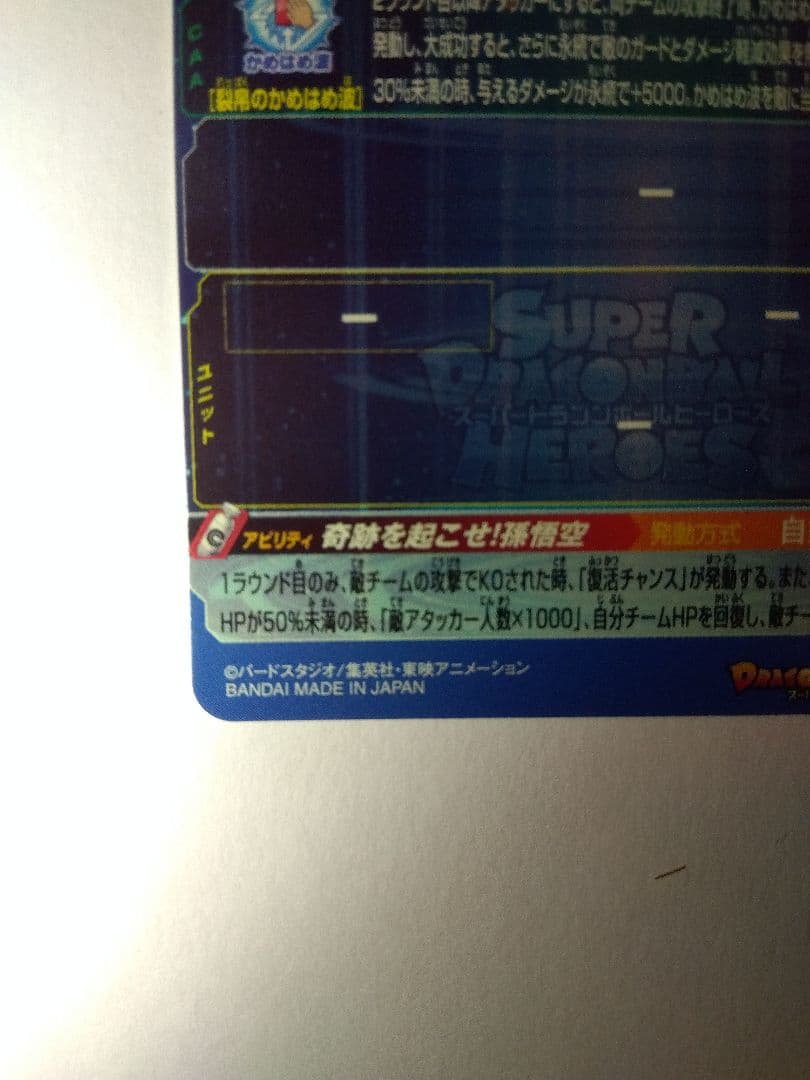 CAA
かめはめ波
[裂帛のかめはめ波]
発動し、大成功すると、さらに永続で敵のガードとダメージ軽減効果を
30%未満の時、与えるダメージが永続で+5000。かめはめ波を敵に
ー
ー ー
SUPER
DRAGONBALL
スーパードラゴンボールヒーローズ
ー
HEROES
ユニット
アビリティ 奇跡を起こせ!孫悟空 発動方式 自
1ラウンド目のみ、敵チームの攻撃でKOされた時、「復活チャンス」が発動する。また
HPが50%未満の時、「敵アタッカー人数×1000」、自分チームHPを回復し、敵チー
©バードスタジオ/集英社・東映アニメーション
BANDAI MADE IN JAPAN
DRAGO